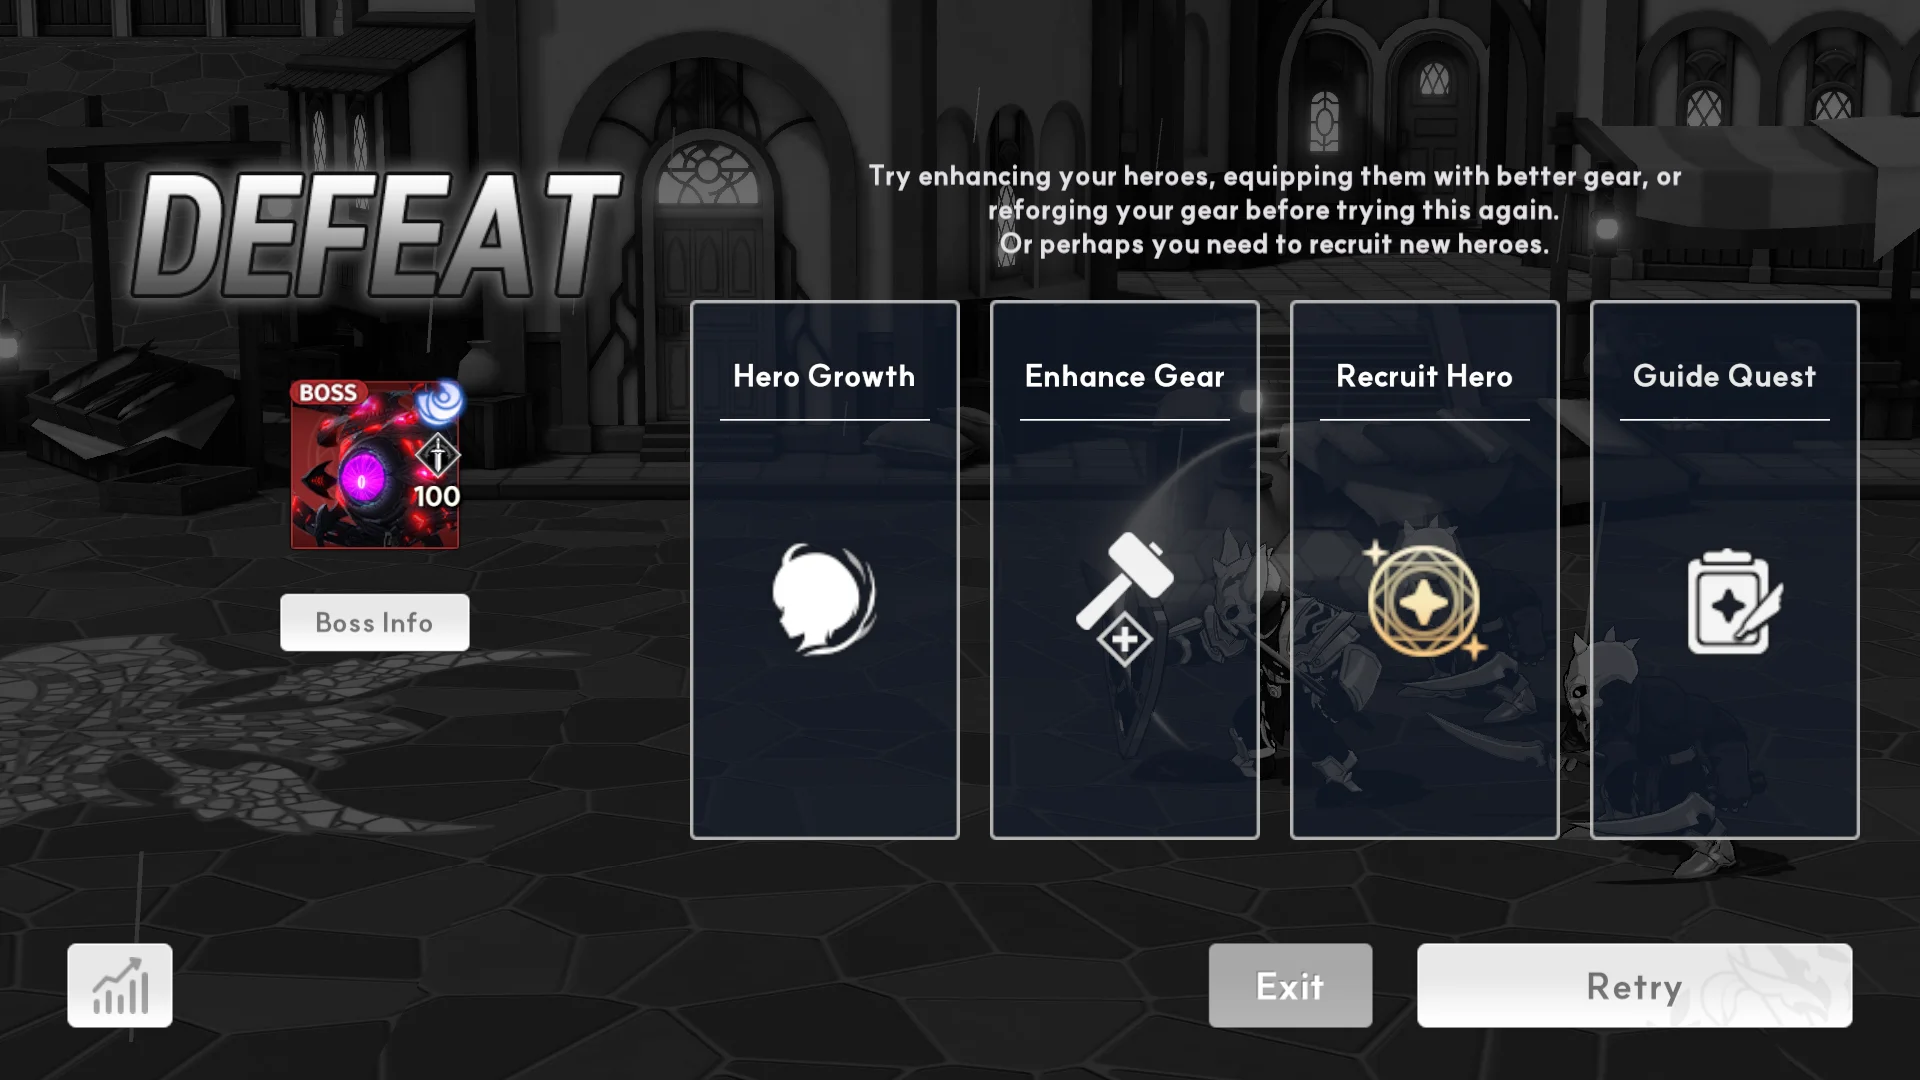 DEFEAT
Try enhancing your heroes, equipping them with better gear, or
reforging your gear before trying this again.
Or perhaps you need to recruit new heroes.
BOSS
100
Boss Info
Hero Growth
Enhance Gear
Recruit Hero
Guide Quest
Exit
Retry